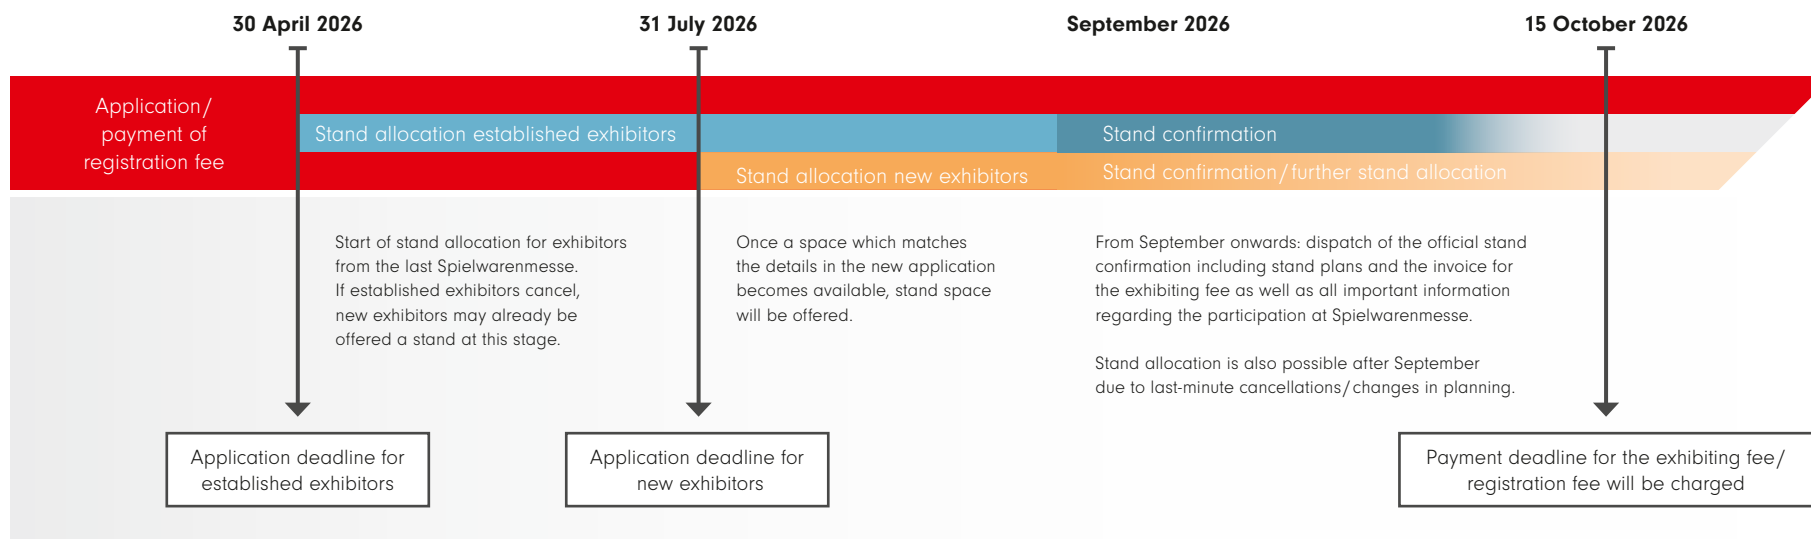 30 April 2026
31 July 2026
September 2026
15 October 2026
Application/
payment of
registration fee
Stand allocation established exhibitors
Stand confirmation
Stand allocation new exhibitors
Stand confirmation/further stand allocation
Start of stand allocation for exhibitors
from the last Spielwarenmesse.
If established exhibitors cancel,
new exhibitors may already be
offered a stand at this stage.
Once a space which matches
the details in the new application
becomes available, stand space
will be offered.
From September onwards: dispatch of the official stand
confirmation including stand plans and the invoice for
the exhibiting fee as well as all important information
regarding the participation at Spielwarenmesse.
Stand allocation is also possible after September
due to last-minute cancellations/changes in planning.
Application deadline for
established exhibitors
Application deadline for
new exhibitors
Payment deadline for the exhibiting fee/
registration fee will be charged